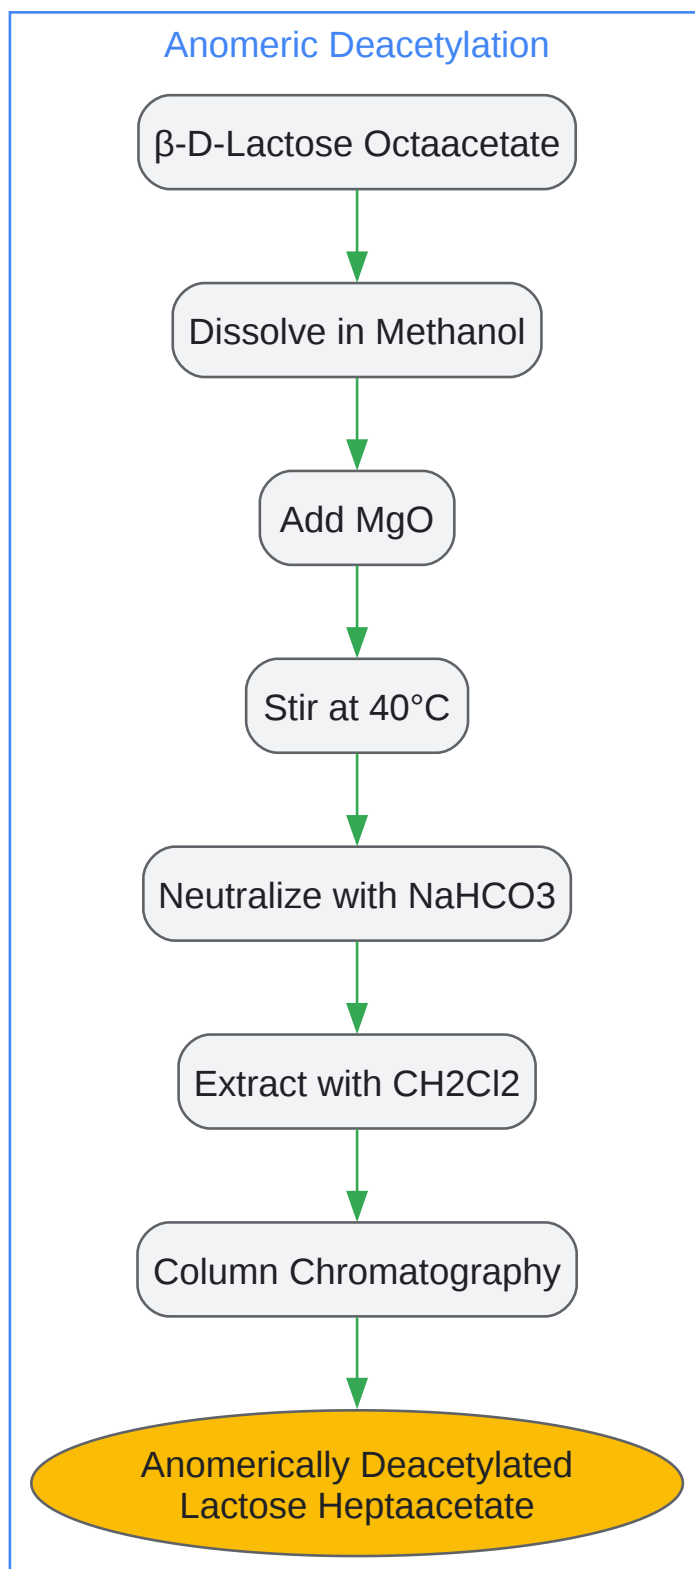 Anomeric Deacetylation
β-D-Lactose Octaacetate
Dissolve in Methanol
Add MgO
Stir at 40°C
Neutralize with NaHCO3
Extract with CH2Cl2
Column Chromatography
Anomerically Deacetylated
Lactose Heptaacetate